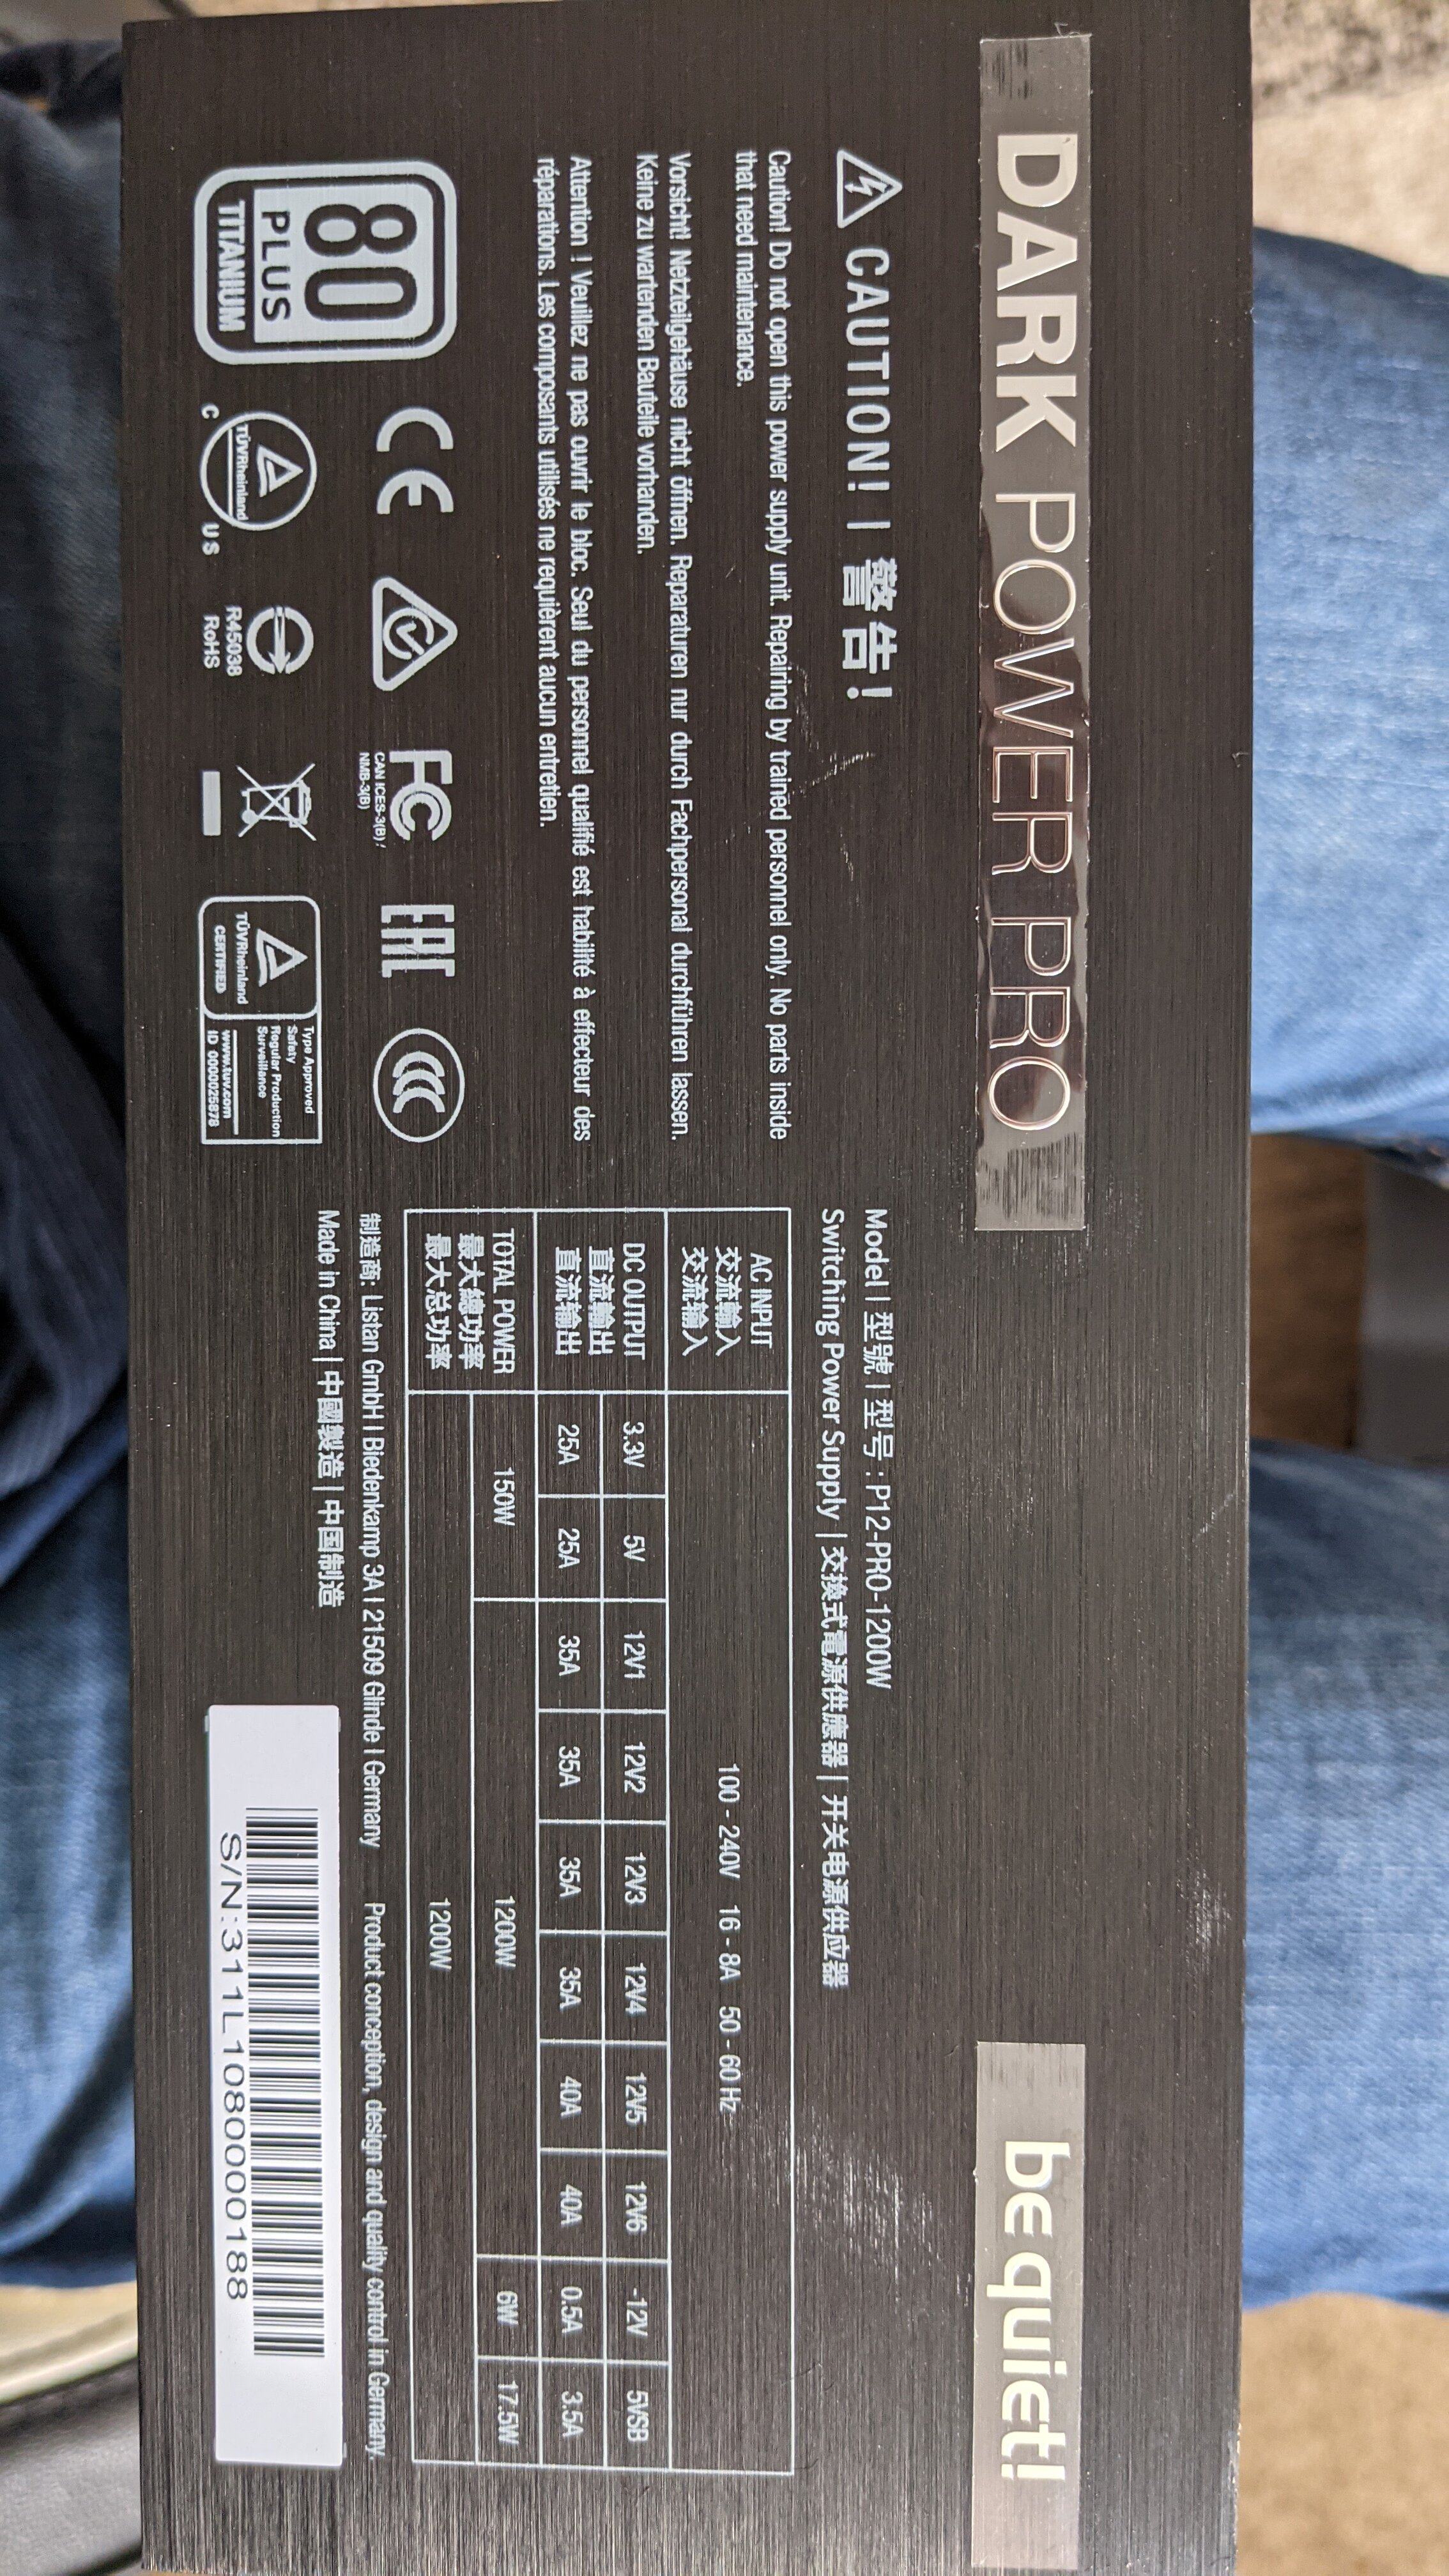 DARK POWER PRO
be quiet!
CAUTION! | 警告!
Caution! Do not open this power supply unit. Repairing by trained personnel only. No parts inside
that need maintenance.
Vorsicht! Netzteilgehäuse nicht öffnen. Reparaturen nur durch Fachpersonal durchführen lassen.
Keine zu wartenden Bauteile vorhanden.
Attention ! Veuillez ne pas ouvrir le bloc. Seul du personnel qualifié est habilité à effecteur des
réparations. Les composants utilisés ne requièrent aucun entretien.
80
PLUS
TITANIUM
CE
FC
CAN ICES-3(B) /
NMB-3(B)
EAC
CCC
C
TÜVRheinland
US
R45038
RoHS
TÜVRheinland
CERTIFIED
Type Approved
Safety
Regular Production
Surveillance
www.tuv.com
ID 0000025878
Model | 型號 | 型号 : P12-PRO-1200W
Switching Power Supply | 交換式電源供應器 | 开关电源供应器
AC INPUT
交流輸入
交流输入
100 - 240V 16 - 8A 50 - 60 Hz
DC OUTPUT
直流輸出
直流输出
3.3V 5V 12V1 12V2 12V3 12V4 12V5 12V6 -12V 5VSB
25A 25A 35A 35A 35A 35A 40A 40A 0.5A 3.5A
TOTAL POWER
最大總功率
最大总功率
150W 1200W 6W 17.5W
1200W
制造商: Listan GmbH | Biedenkamp 3A | 21509 Glinde | Germany Product conception, design and quality control in Germany.
Made in China | 中國製造 | 中国制造
S/N:311L1080000188